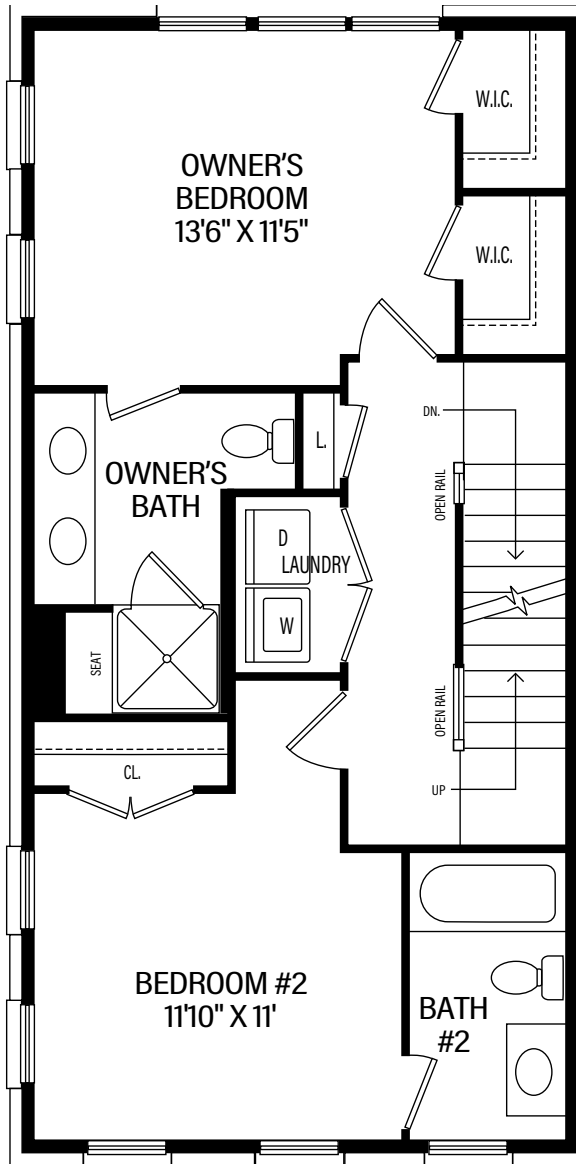 W.I.C.
OWNER'S
BEDROOM
13'6" X 11'5"
W.I.C.
DN.
L.
OPEN RAIL
OWNER'S
BATH
D
LAUNDRY
W
SEAT
OPEN RAIL
CL.
UP
BEDROOM #2
11'10" X 11'
BATH
#2